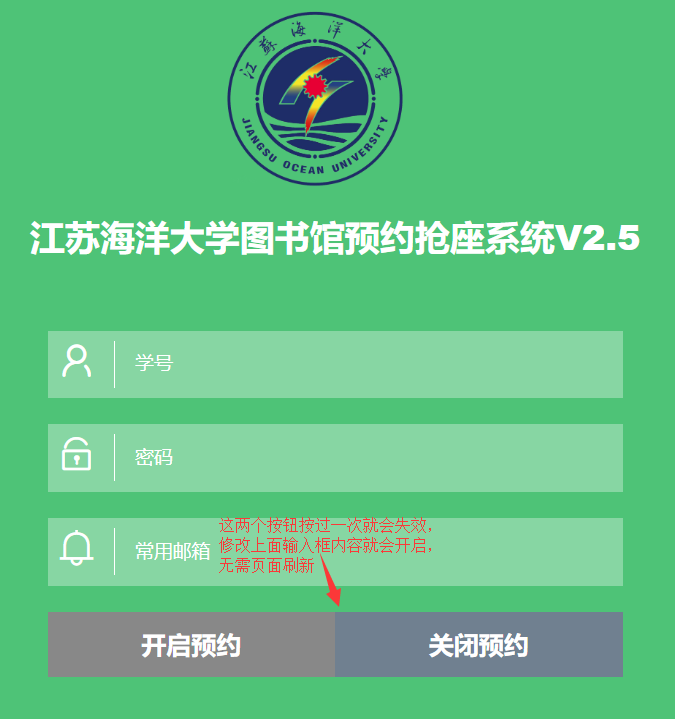 江苏海洋大学
JIANGSU OCEAN UNIVERSITY
江苏海洋大学图书馆预约抢座系统V2.5
学号
密码
常用邮箱
这两个按钮按过一次就会失效，
修改上面输入框内容就会开启，
无需页面刷新
开启预约
关闭预约